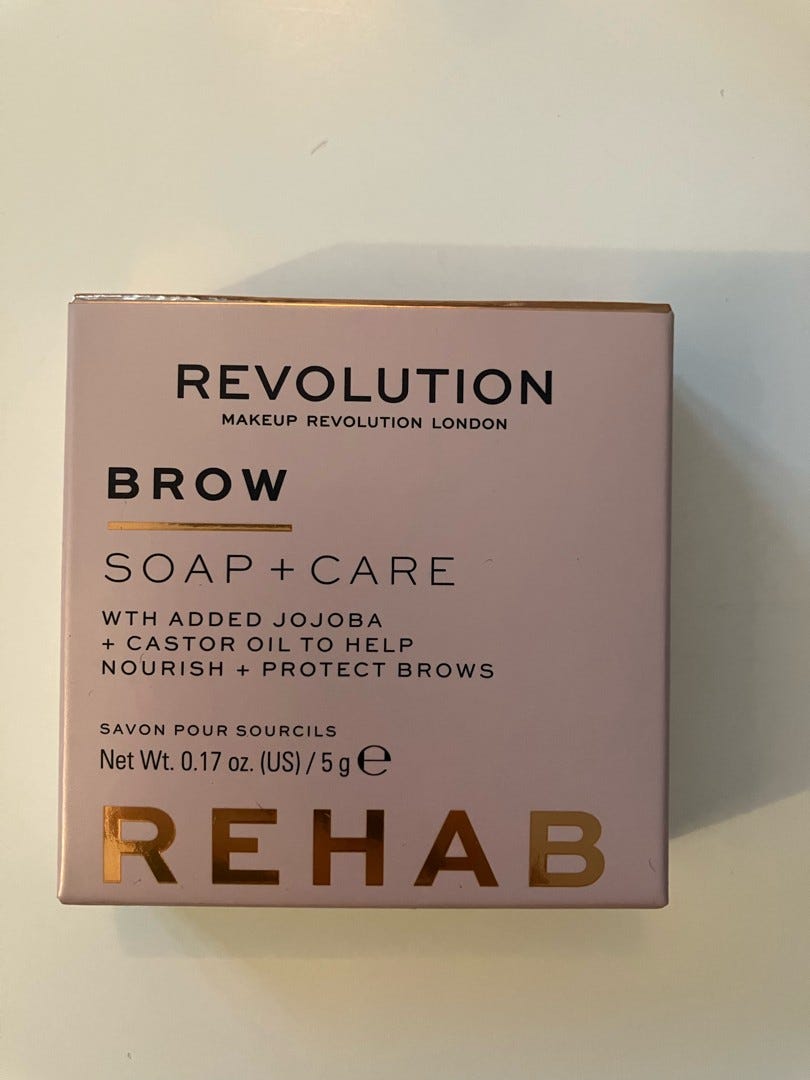 REVOLUTION
MAKEUP REVOLUTION LONDON
BROW
SOAP + CARE
WTH ADDED JOJOBA
+ CASTOR OIL TO HELP
NOURISH + PROTECT BROWS
SAVON POUR SOURCILS
Net Wt. 0.17 oz. (US) / 5 g ℮
REHAB